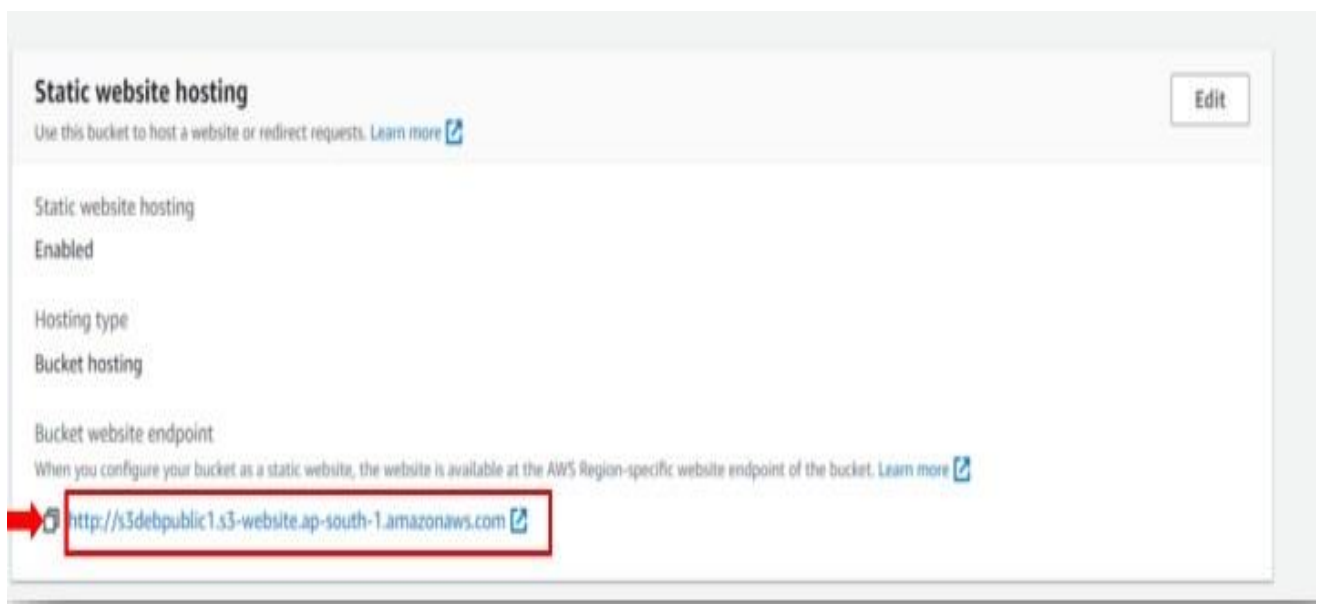 Static website hosting
Edit
Use this bucket to host a website or redirect requests. Learn more
Static website hosting
Enabled
Hosting type
Bucket hosting
Bucket website endpoint
When you configure your bucket as a static website, the website is available at the AWS Region-specific website endpoint of the bucket. Learn more
http://s3debpublic1.s3-website.ap-south-1.amazonaws.com